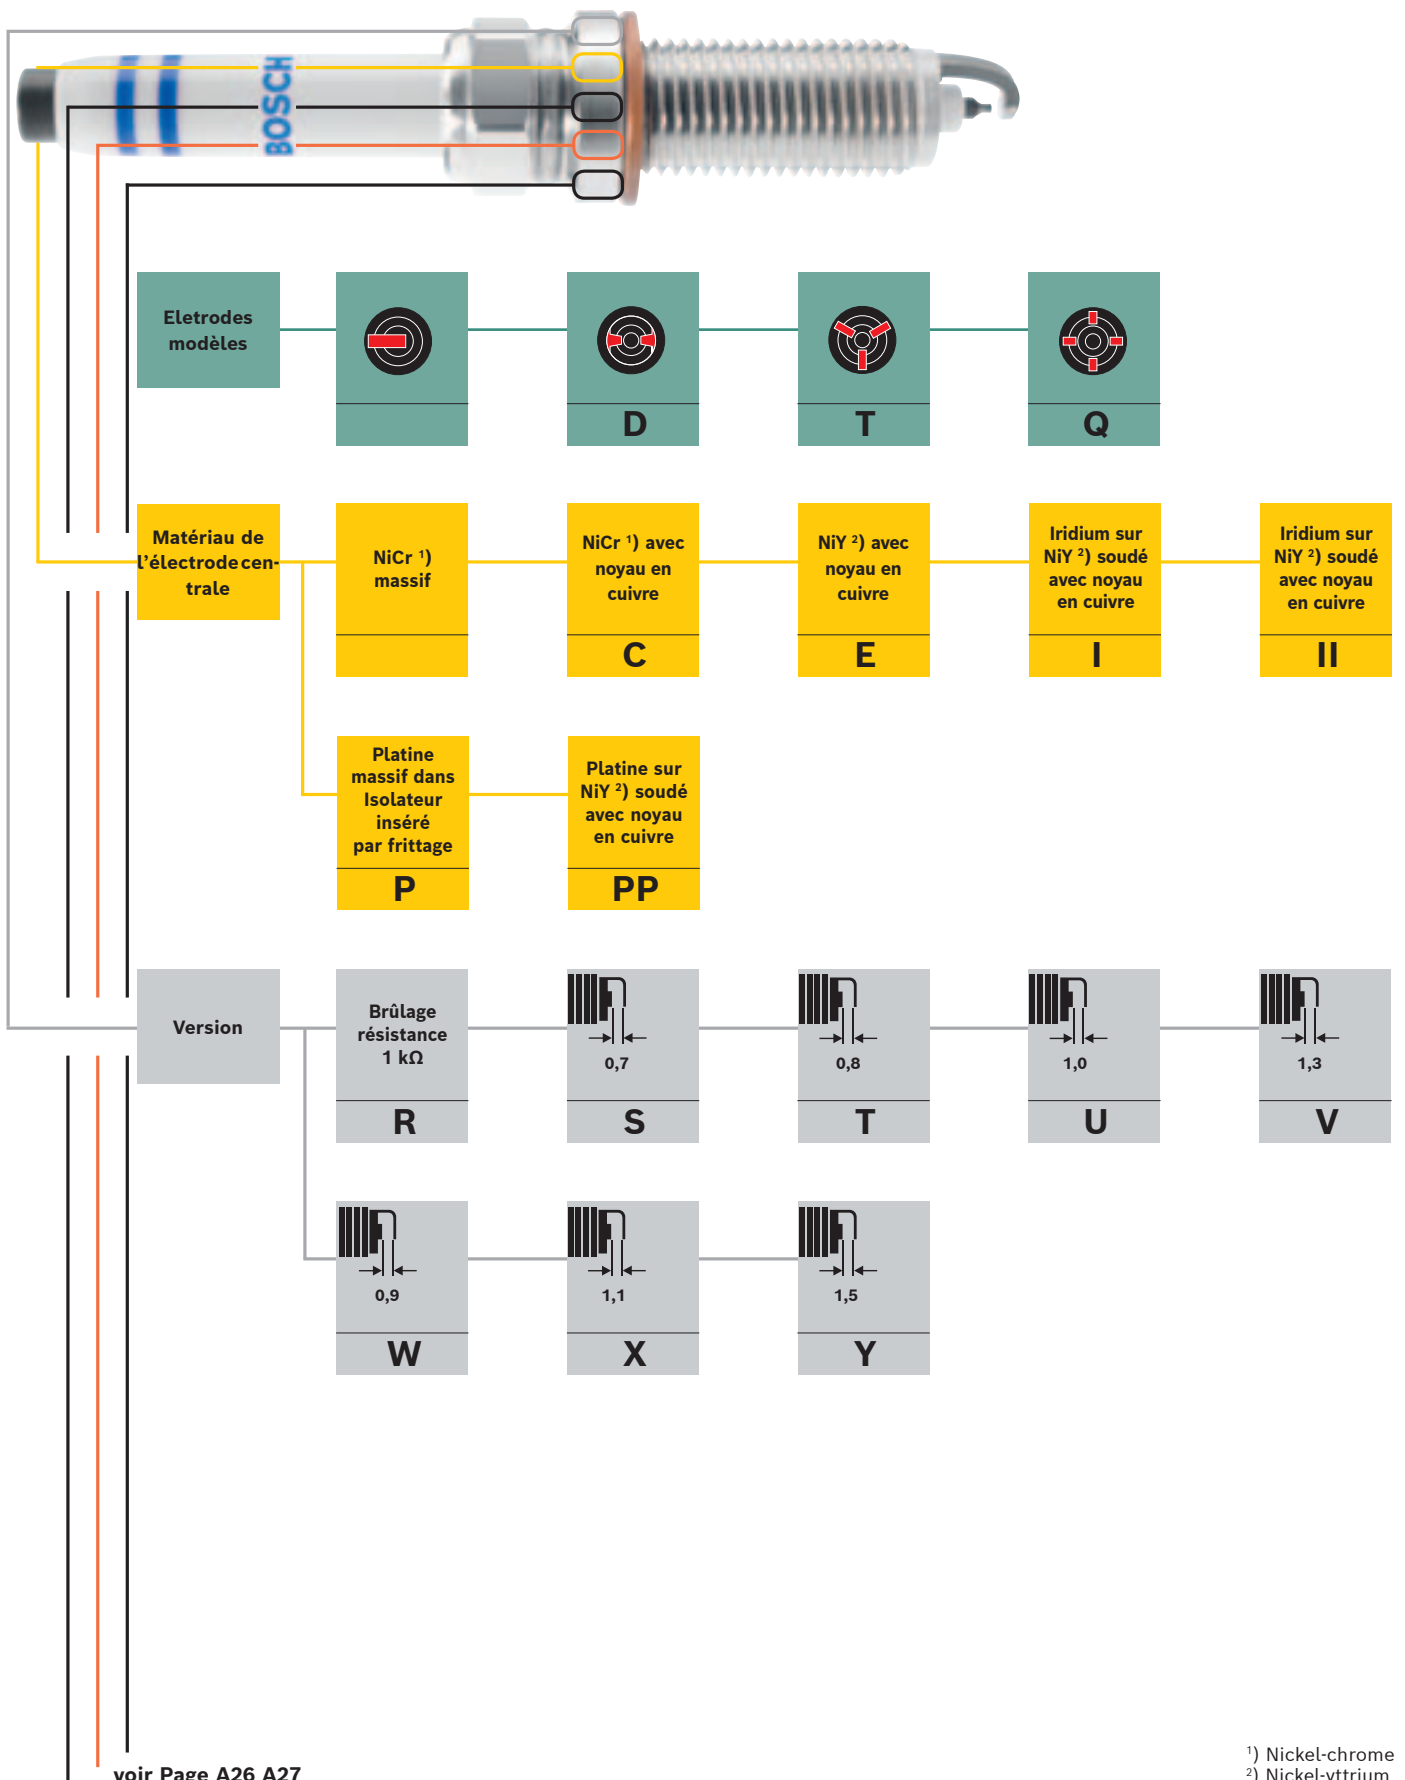 BOSCH
Eletrodes
modèles
D
T
Q
Matériau de
l'électrode cen-
trale
NiCr ¹)
massif
NiCr ¹) avec
noyau en
cuivre
C
NiY ²) avec
noyau en
cuivre
E
Iridium sur
NiY ²) soudé
avec noyau
en cuivre
I
Iridium sur
NiY ²) soudé
avec noyau
en cuivre
II
Platine
massif dans
Isolateur
inséré
par frittage
P
Platine sur
NiY ²) soudé
avec noyau
en cuivre
PP
Version
Brûlage
résistance
1 kΩ
R
0,7
S
0,8
T
1,0
U
1,3
V
0,9
W
1,1
X
1,5
Y
voir Page A26 A27
¹) Nickel-chrome
²) Nickel-yttrium